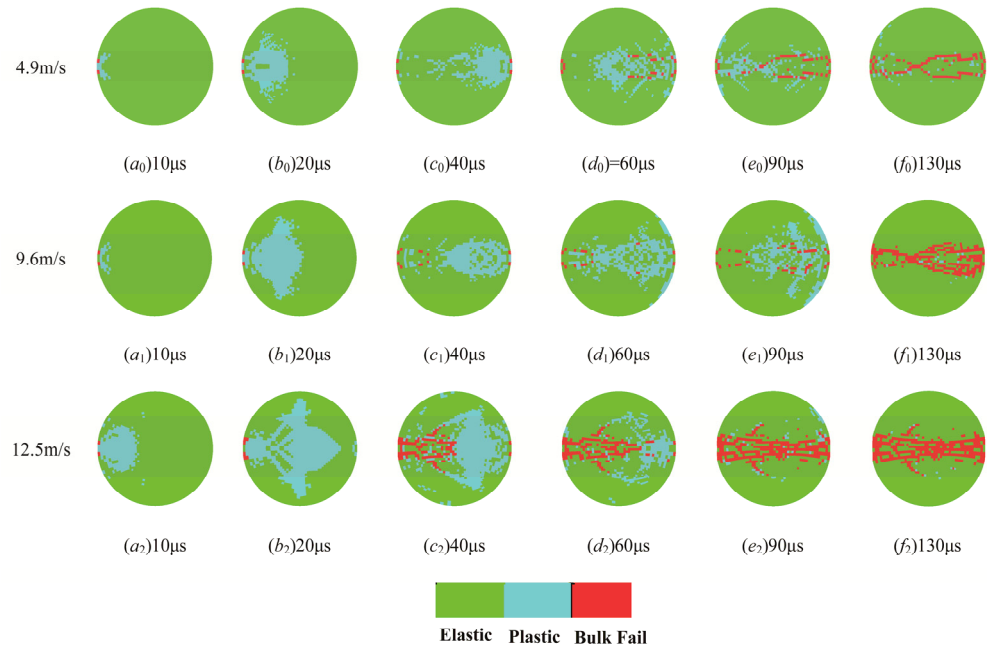 4.9m/s
(a₀)10μs (b₀)20μs (c₀)40μs (d₀)=60μs (e₀)90μs (f₀)130μs
9.6m/s
(a₁)10μs (b₁)20μs (c₁)40μs (d₁)60μs (e₁)90μs (f₁)130μs
12.5m/s
(a₂)10μs (b₂)20μs (c₂)40μs (d₂)60μs (e₂)90μs (f₂)130μs
Elastic Plastic Bulk Fail